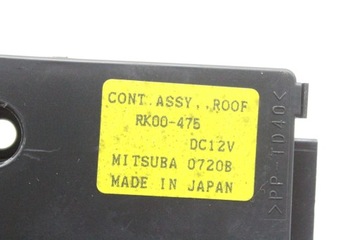 CONT.ASSY,.ROOF
RK00-475
DC12V
MITSUBA 0720B
MADE IN JAPAN
>PP-TD40<